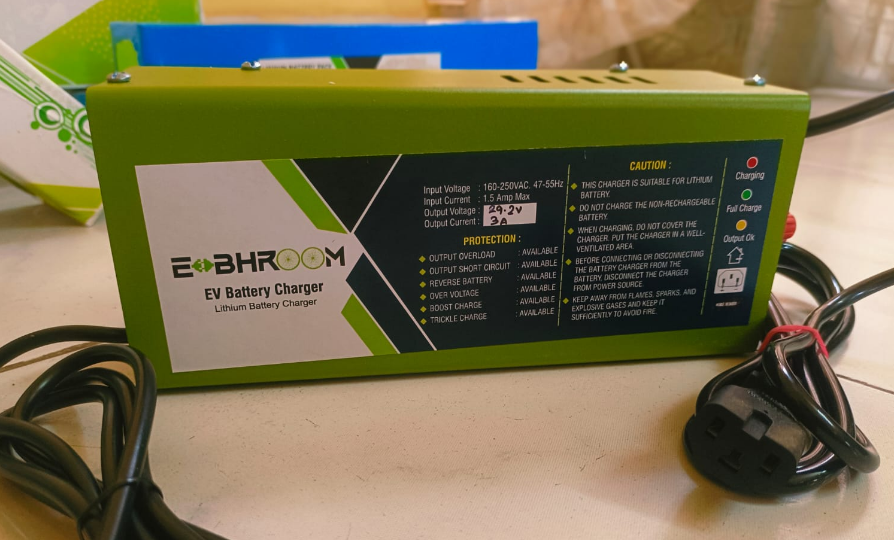 E-BHROOM
EV Battery Charger
Lithium Battery Charger
Input Voltage : 160-250VAC. 47-55Hz
Input Current : 1.5 Amp Max
Output Voltage : 29.2V
Output Current : 3A
PROTECTION :
OUTPUT OVERLOAD : AVAILABLE
OUTPUT SHORT CIRCUIT : AVAILABLE
REVERSE BATTERY : AVAILABLE
OVER VOLTAGE : AVAILABLE
BOOST CHARGE : AVAILABLE
TRICKLE CHARGE : AVAILABLE
CAUTION :
THIS CHARGER IS SUITABLE FOR LITHIUM
BATTERY.
DO NOT CHARGE THE NON-RECHARGEABLE
BATTERY.
WHEN CHARGING, DO NOT COVER THE
CHARGER. PUT THE CHARGER IN A WELL-
VENTILATED AREA.
BEFORE CONNECTING OR DISCONNECTING
THE BATTERY CHARGER FROM THE
BATTERY, DISCONNECT THE CHARGER
FROM POWER SOURCE.
KEEP AWAY FROM FLAMES, SPARKS, AND
EXPLOSIVE GASES AND KEEP IT
SUFFICIENTLY TO AVOID FIRE.
Charging
Full Charge
Output Ok